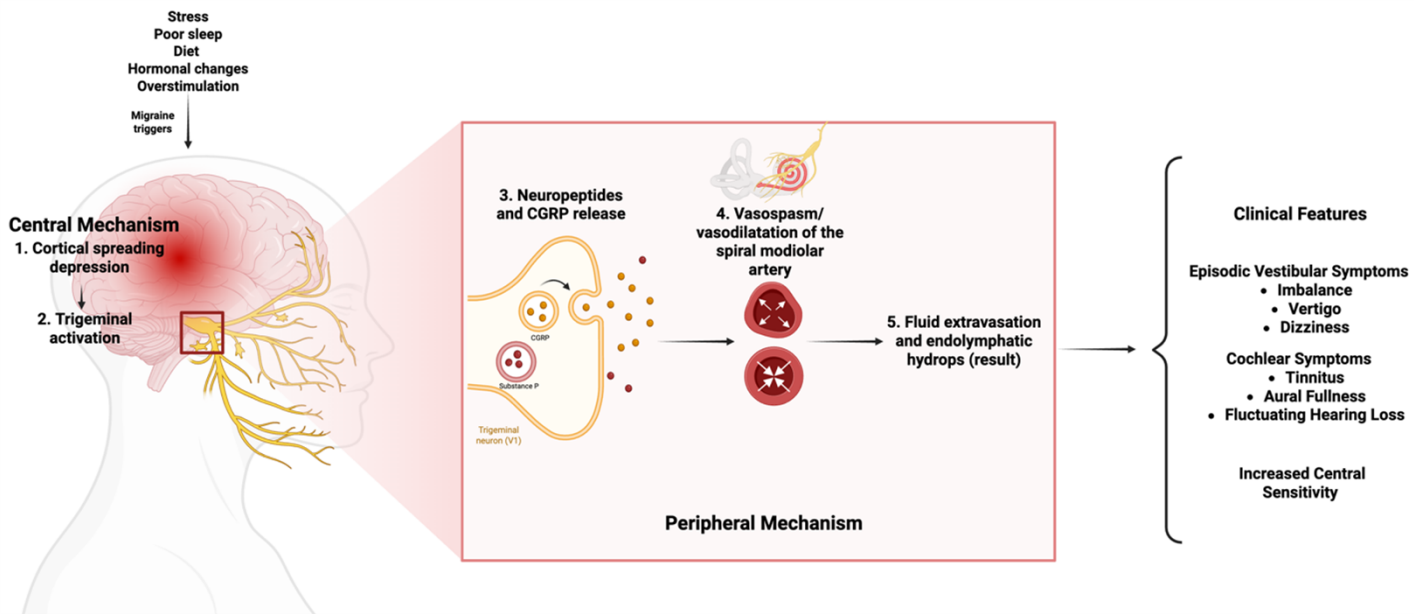 Stress
Poor sleep
Diet
Hormonal changes
Overstimulation
Migraine
triggers
Central Mechanism
1. Cortical spreading
depression
2. Trigeminal
activation
3. Neuropeptides
and CGRP release
CGRP
Substance P
Trigeminal
neuron (V1)
4. Vasospasm/
vasodilatation of the
spiral modiolar
artery
5. Fluid extravasation
and endolymphatic
hydrops (result)
Peripheral Mechanism
Clinical Features
Episodic Vestibular Symptoms
• Imbalance
• Vertigo
• Dizziness
Cochlear Symptoms
• Tinnitus
• Aural Fullness
• Fluctuating Hearing Loss
Increased Central
Sensitivity